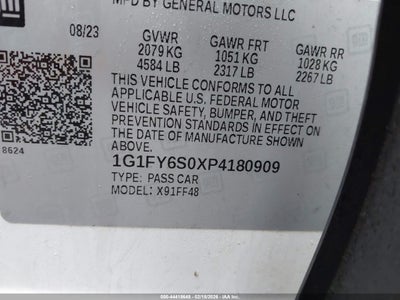 MFD BY GENERAL MOTORS LLC
08/23
GVWR GAWR FRT GAWR RR
2079 KG 1051 KG 1028 KG
4584 LB 2317 LB 2267 LB
THIS VEHICLE CONFORMS TO ALL
APPLICABLE U.S. FEDERAL MOTOR
VEHICLE SAFETY, BUMPER, AND THEFT
PREVENTION STANDARDS IN EFFECT
ON THE DATE OF MANUFACTURE SHOWN
ABOVE.
8624
1G1FY6S0XP4180909
TYPE: PASS CAR
MODEL: X91FF48